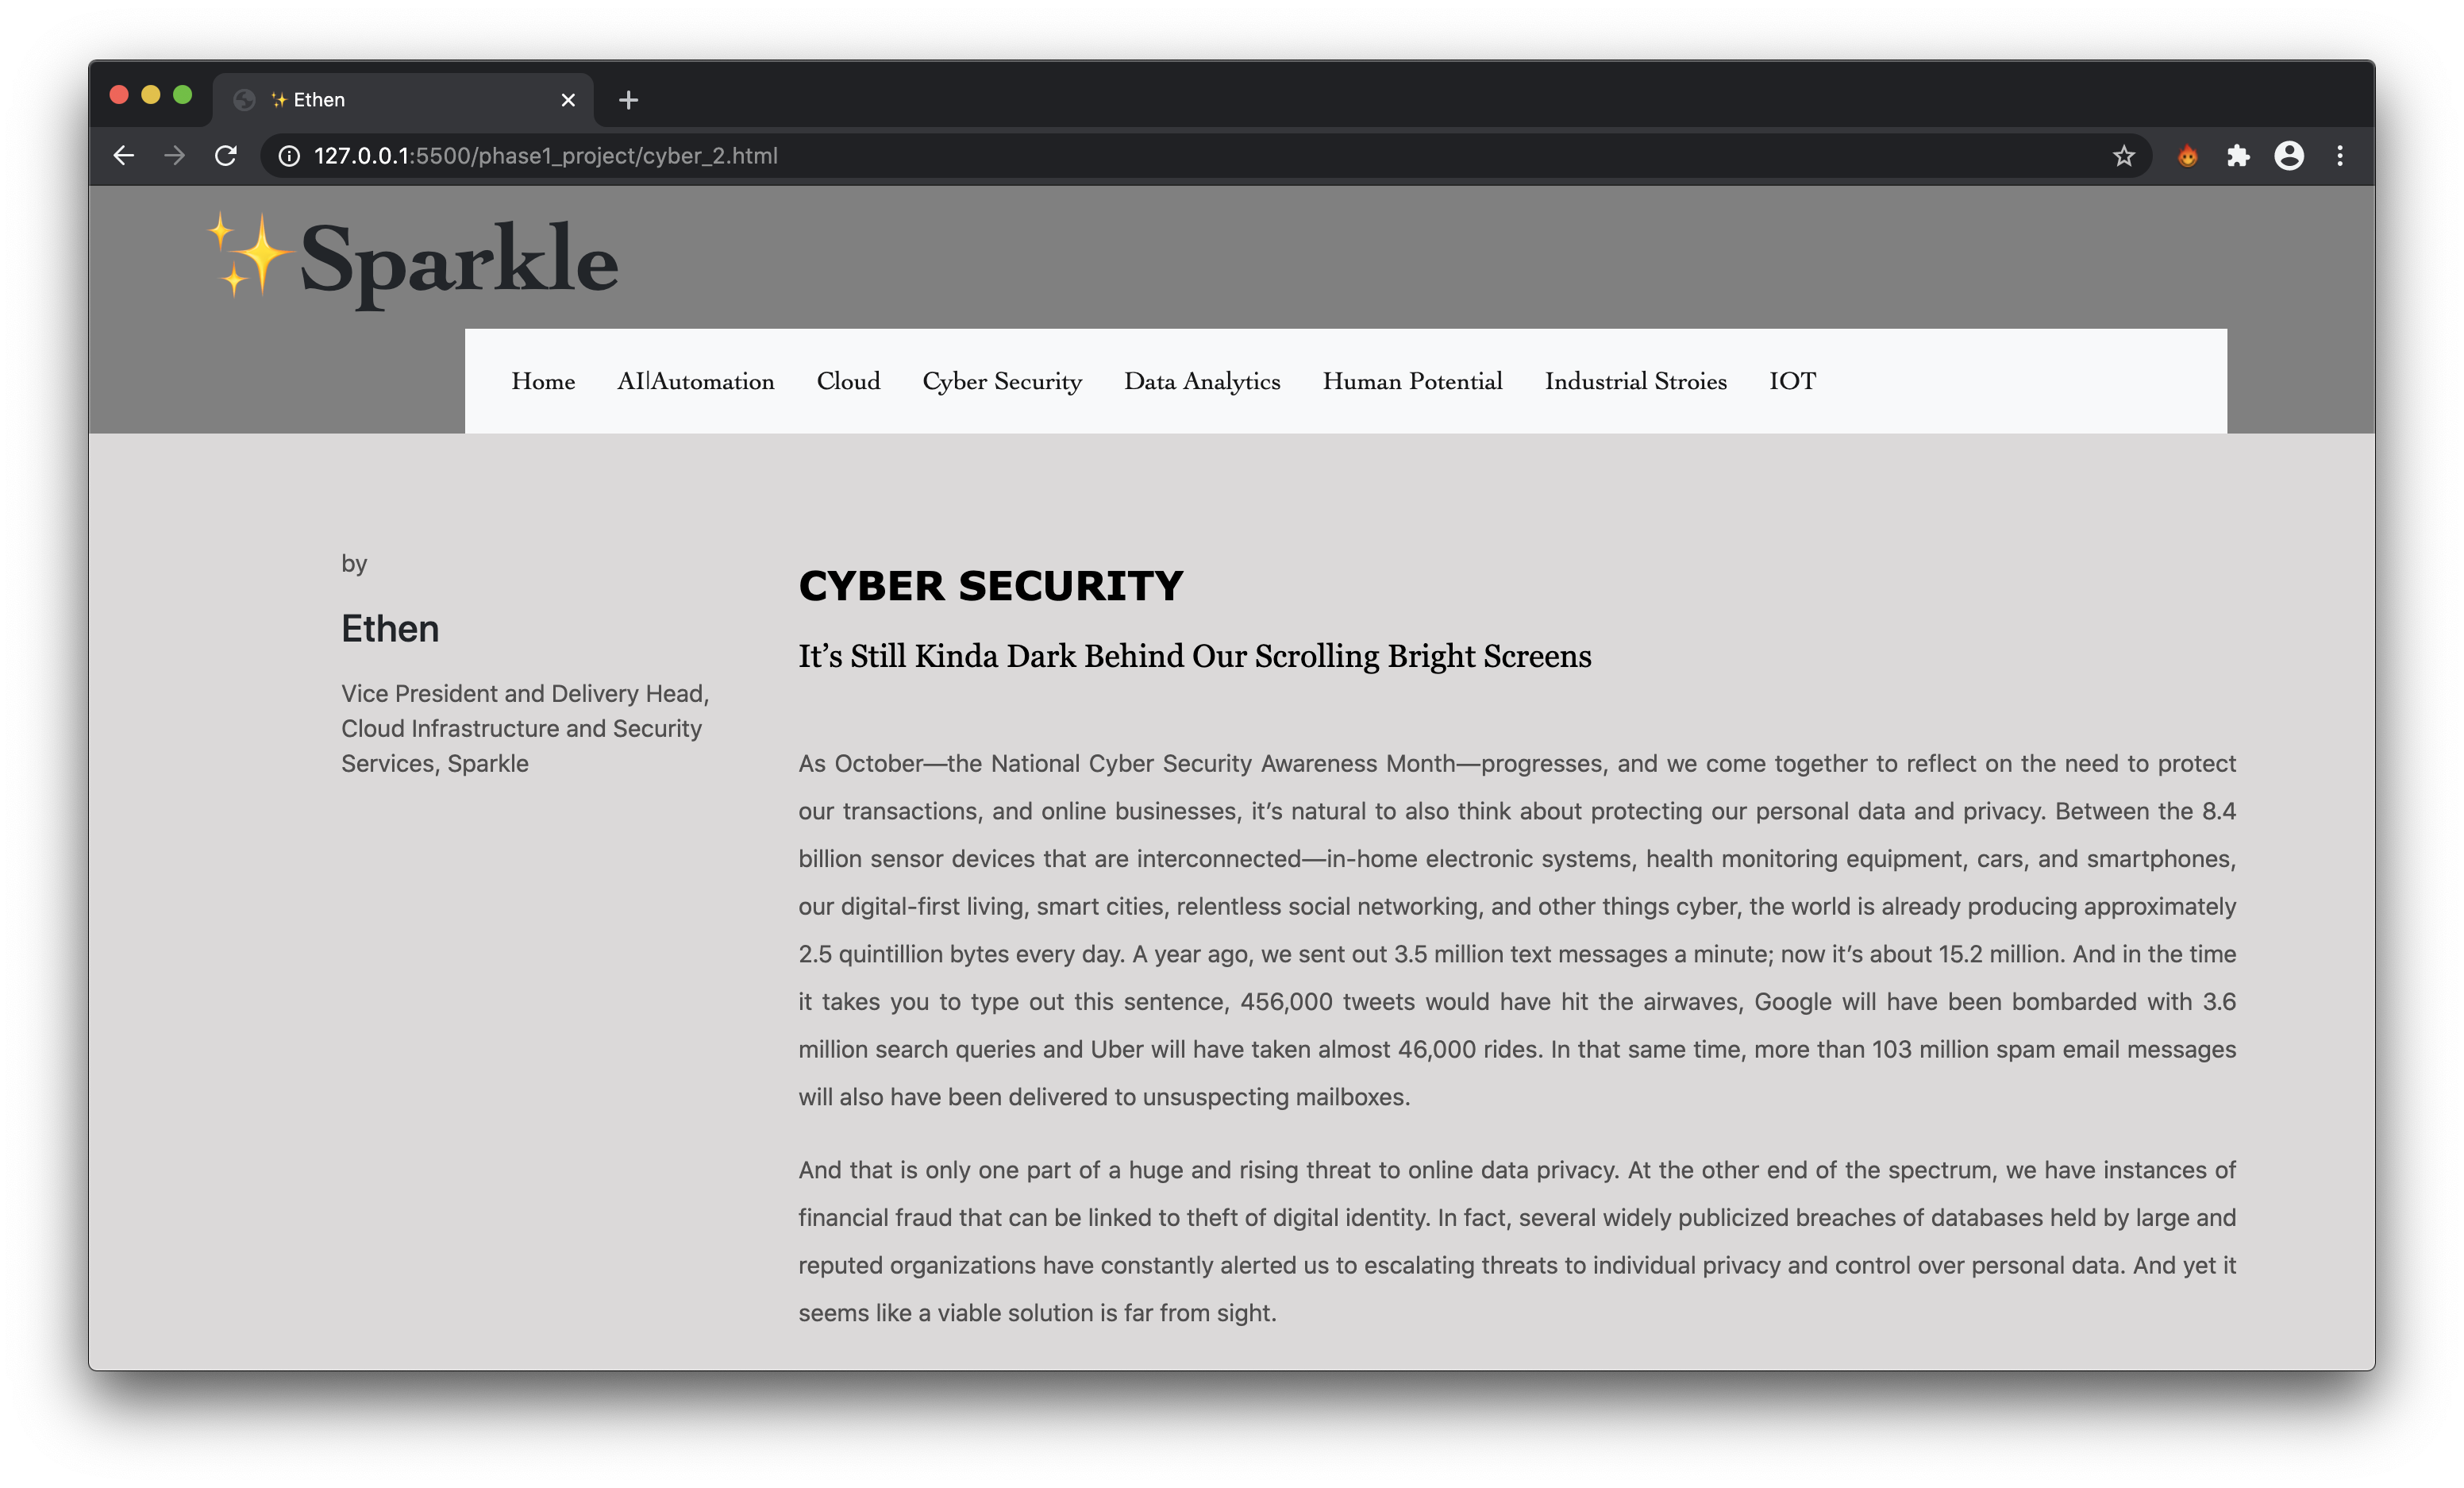 ✨ Ethen
127.0.0.1:5500/phase1_project/cyber_2.html
✨Sparkle
Home AI|Automation Cloud Cyber Security Data Analytics Human Potential Industrial Stroies IOT
by
Ethen
Vice President and Delivery Head,
Cloud Infrastructure and Security
Services, Sparkle
CYBER SECURITY
It’s Still Kinda Dark Behind Our Scrolling Bright Screens
As October—the National Cyber Security Awareness Month—progresses, and we come together to reflect on the need to protect
our transactions, and online businesses, it’s natural to also think about protecting our personal data and privacy. Between the 8.4
billion sensor devices that are interconnected—in-home electronic systems, health monitoring equipment, cars, and smartphones,
our digital-first living, smart cities, relentless social networking, and other things cyber, the world is already producing approximately
2.5 quintillion bytes every day. A year ago, we sent out 3.5 million text messages a minute; now it’s about 15.2 million. And in the time
it takes you to type out this sentence, 456,000 tweets would have hit the airwaves, Google will have been bombarded with 3.6
million search queries and Uber will have taken almost 46,000 rides. In that same time, more than 103 million spam email messages
will also have been delivered to unsuspecting mailboxes.
And that is only one part of a huge and rising threat to online data privacy. At the other end of the spectrum, we have instances of
financial fraud that can be linked to theft of digital identity. In fact, several widely publicized breaches of databases held by large and
reputed organizations have constantly alerted us to escalating threats to individual privacy and control over personal data. And yet it
seems like a viable solution is far from sight.